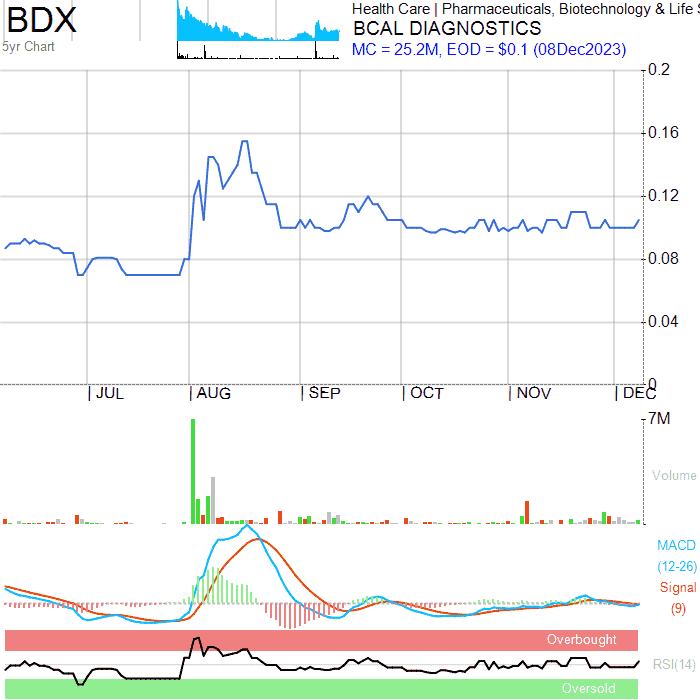 BDX
5yr Chart
Health Care | Pharmaceuticals, Biotechnology & Life
BCAL DIAGNOSTICS
MC = 25.2M, EOD = $0.1 (08Dec2023)
0.2
0.16
0.12
0.08
0.04
0
JUL AUG SEP OCT NOV DEC
7M
Volume
MACD
(12-26)
Signal
(9)
Overbought
RSI(14)
Oversold